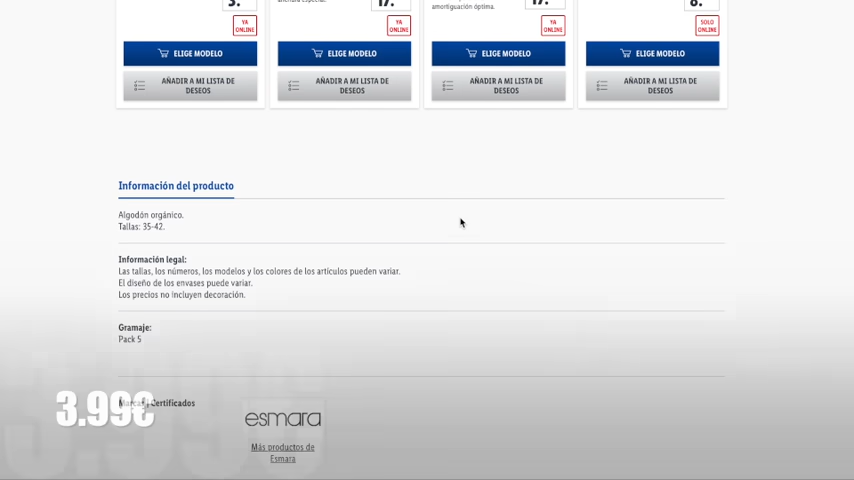 3.
17.
17.
8.
amortiguación óptima.
YA ONLINE
YA ONLINE
YA ONLINE
SOLO ONLINE
ELIGE MODELO
ELIGE MODELO
ELIGE MODELO
ELIGE MODELO
AÑADIR A MI LISTA DE
DESEOS
AÑADIR A MI LISTA DE
DESEOS
AÑADIR A MI LISTA DE
DESEOS
AÑADIR A MI LISTA DE
DESEOS
Información del producto
Algodón orgánico.
Tallas: 35-42.
Información legal:
Las tallas, los números, los modelos y los colores de los artículos pueden variar.
El diseño de los envases puede variar.
Los precios no incluyen decoración.
Gramaje:
Pack 5
Marcas | Certificados
3.99€
esmara
Más productos de
Esmara